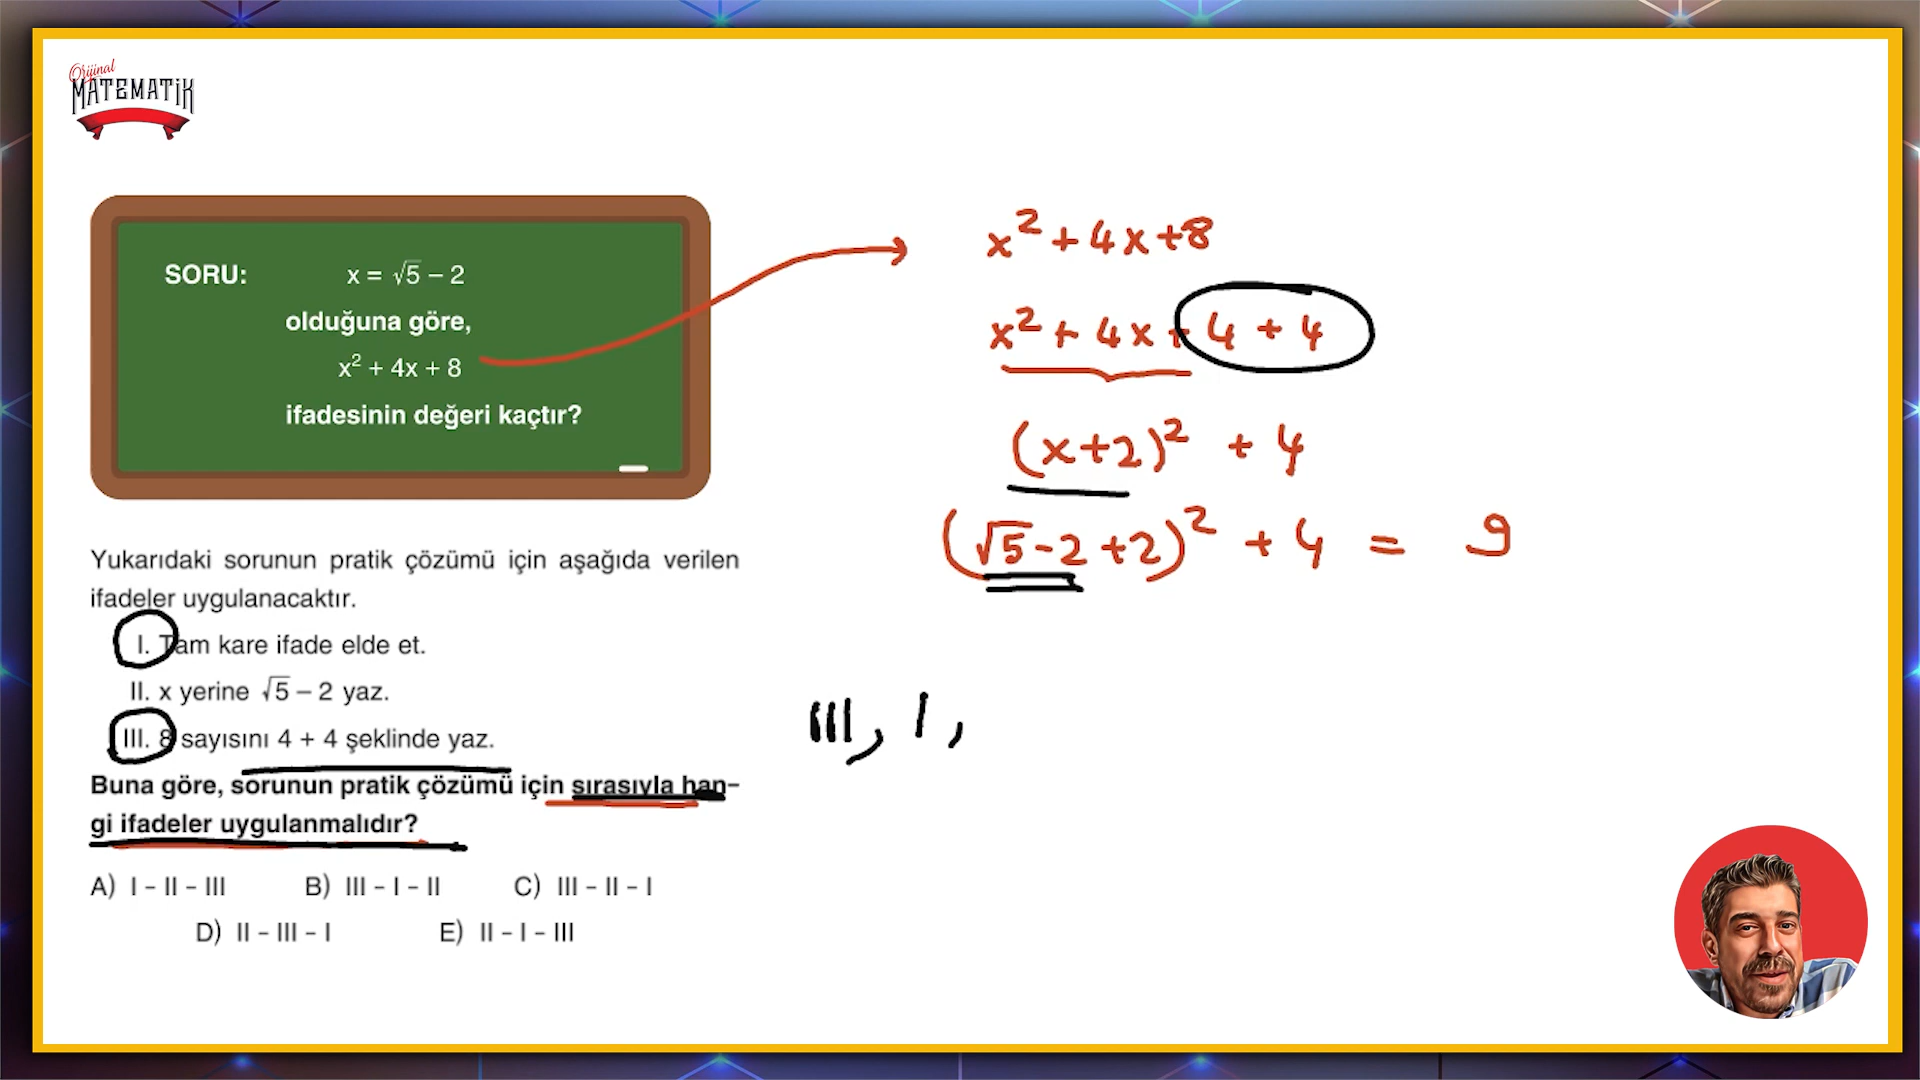 Orijinal
MATEMATİK
SORU: x = √5 – 2
olduğuna göre,
x² + 4x + 8
ifadesinin değeri kaçtır?
Yukarıdaki sorunun pratik çözümü için aşağıda verilen
ifadeler uygulanacaktır.
I. Tam kare ifade elde et.
II. x yerine √5 – 2 yaz.
III. 8 sayısını 4 + 4 şeklinde yaz.
Buna göre, sorunun pratik çözümü için sırasıyla han-
gi ifadeler uygulanmalıdır?
A) I – II – III B) III – I – II C) III – II – I
D) II – III – I E) II – I – III
x² + 4x + 8
x² + 4x + 4 + 4
(x+2)² + 4
(√5-2+2)² + 4 = 9
III, I,